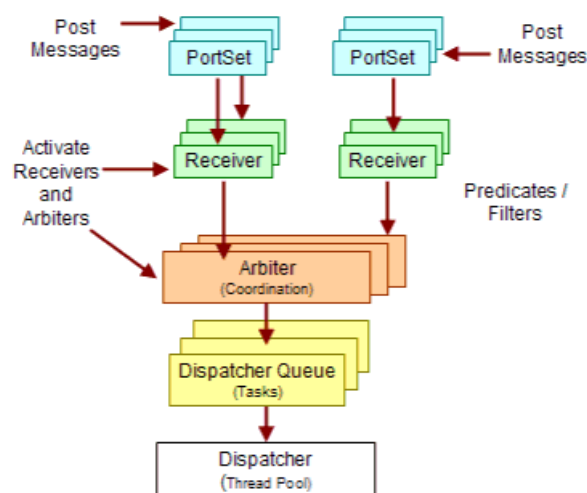 Post
Messages
PortSet
PortSet
Post
Messages
Activate
Receivers
and
Arbiters
Receiver
Receiver
Predicates /
Filters
Arbiter
(Coordination)
Dispatcher Queue
(Tasks)
Dispatcher
(Thread Pool)